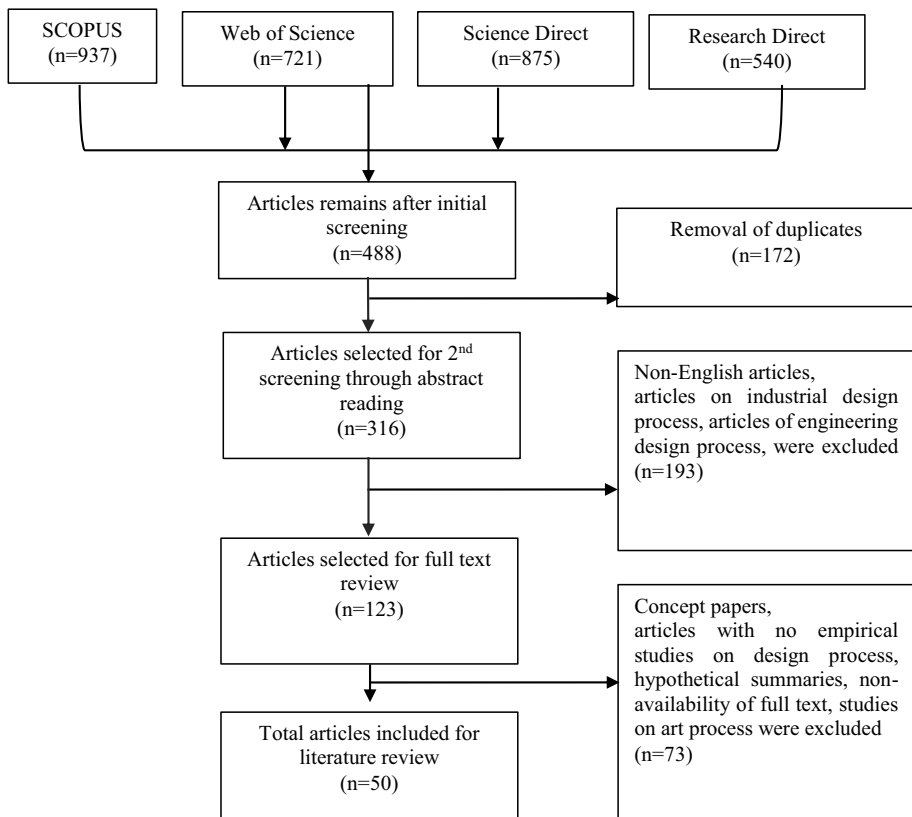 SCOPUS
(n=937)
Web of Science
(n=721)
Science Direct
(n=875)
Research Direct
(n=540)
Articles remains after initial
screening
(n=488)
Removal of duplicates
(n=172)
Articles selected for 2nd
screening through abstract
reading
(n=316)
Non-English articles,
articles on industrial design
process, articles of engineering
design process, were excluded
(n=193)
Articles selected for full text
review
(n=123)
Concept papers,
articles with no empirical
studies on design process,
hypothetical summaries, non-
availability of full text, studies
on art process were excluded
(n=73)
Total articles included for
literature review
(n=50)